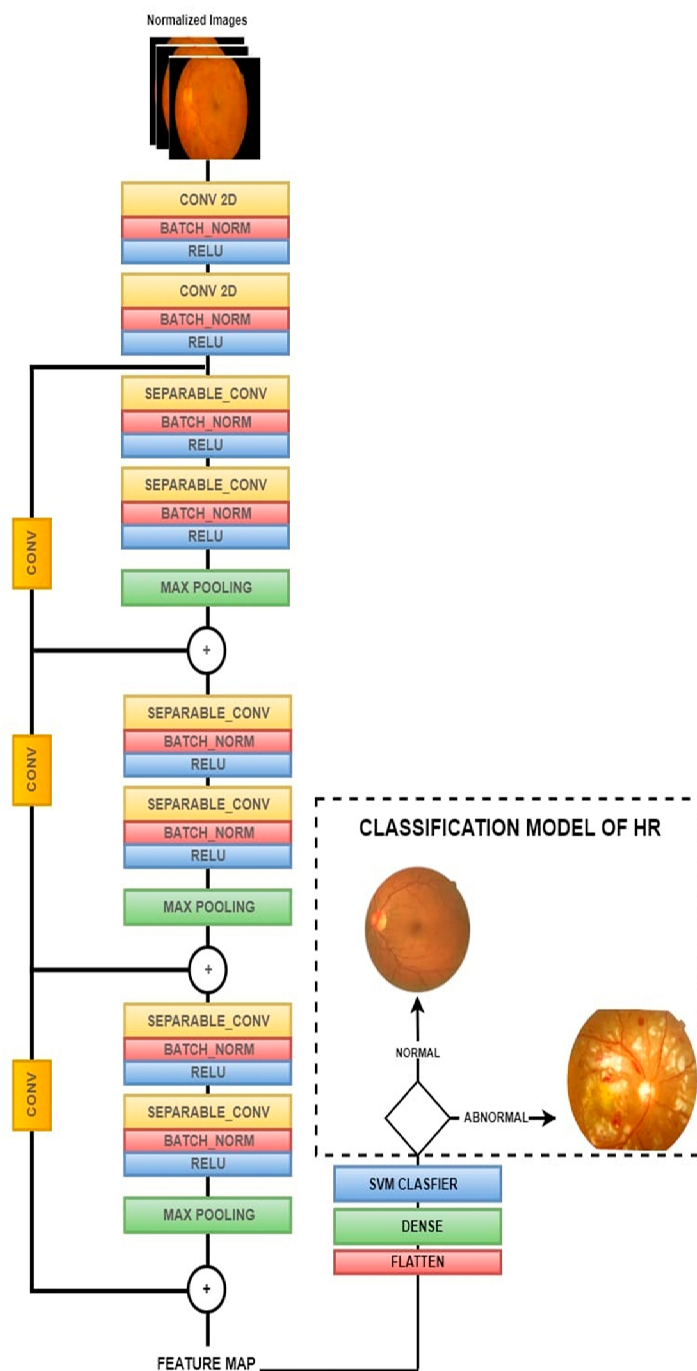 Normalized Images
CONV 2D
BATCH_NORM
RELU
CONV 2D
BATCH_NORM
RELU
SEPARABLE_CONV
BATCH_NORM
RELU
SEPARABLE_CONV
BATCH_NORM
RELU
CONV
MAX POOLING
+
SEPARABLE_CONV
BATCH_NORM
RELU
CONV
SEPARABLE_CONV
BATCH_NORM
RELU
MAX POOLING
+
SEPARABLE_CONV
BATCH_NORM
RELU
CONV
SEPARABLE_CONV
BATCH_NORM
RELU
MAX POOLING
+
FEATURE MAP
CLASSIFICATION MODEL OF HR
NORMAL
ABNORMAL
SVM CLASFIER
DENSE
FLATTEN